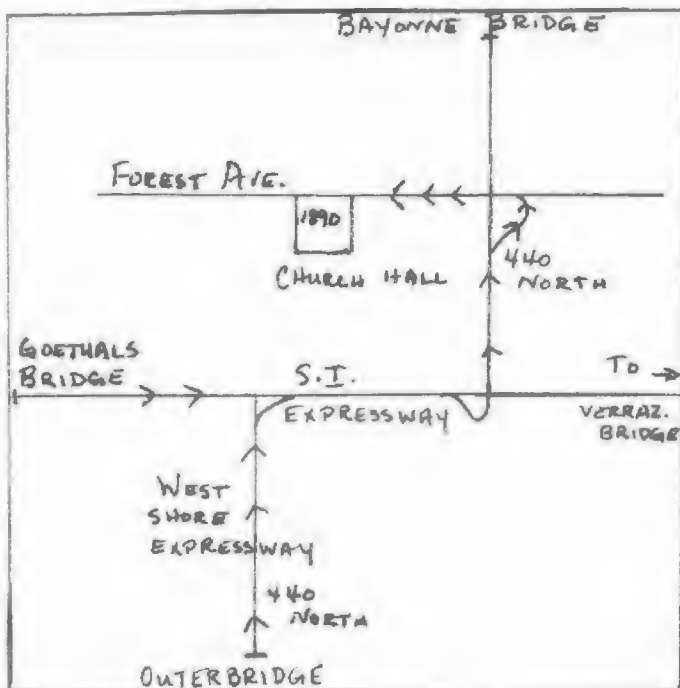 BAYONNE BRIDGE
FOREST AVE.
1890
CHURCH HALL
440
NORTH
GOETHALS
BRIDGE
S.I.
EXPRESSWAY
TO
VERRAZ.
BRIDGE
WEST
SHORE
EXPRESSWAY
440
NORTH
OUTERBRIDGE